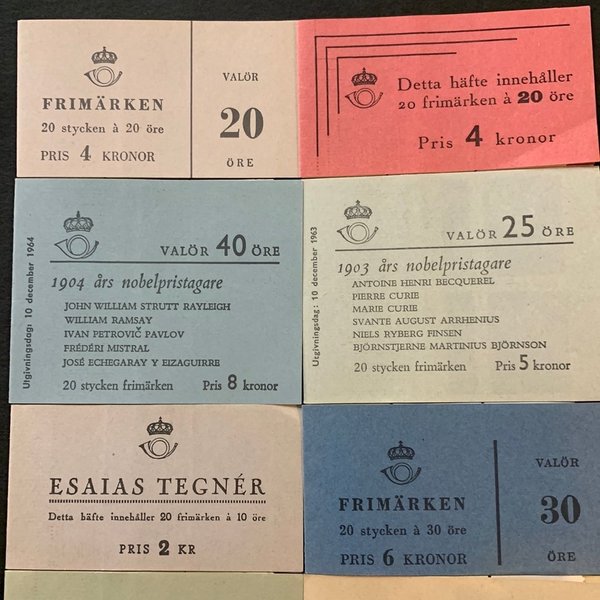 FRIMÄRKEN
20 stycken à 20 öre
PRIS 4 KRONOR
VALÖR
20
ÖRE
Detta häfte innehåller
20 frimärken à 20 öre
Pris 4 kronor
Utgivningsdag: 10 december 1964
VALÖR 40 ÖRE
1904 års nobelpristagare
JOHN WILLIAM STRUTT RAYLEIGH
WILLIAM RAMSAY
IVAN PETROVIČ PAVLOV
FRÉDÉRI MISTRAL
JOSÉ ECHEGARAY Y EIZAGUIRRE
20 stycken frimärken Pris 8 kronor
Utgivningsdag: 10 december 1963
VALÖR 25 ÖRE
1903 års nobelpristagare
ANTOINE HENRI BECQUEREL
PIERRE CURIE
MARIE CURIE
SVANTE AUGUST ARRHENIUS
NIELS RYBERG FINSEN
BJÖRNSTJERNE MARTINIUS BJÖRNSON
20 stycken frimärken Pris 5 kronor
ESAIAS TEGNÉR
Detta häfte innehåller 20 frimärken à 10 öre
PRIS 2 KR
FRIMÄRKEN
20 stycken à 30 öre
PRIS 6 KRONOR
VALÖR
30
ÖRE